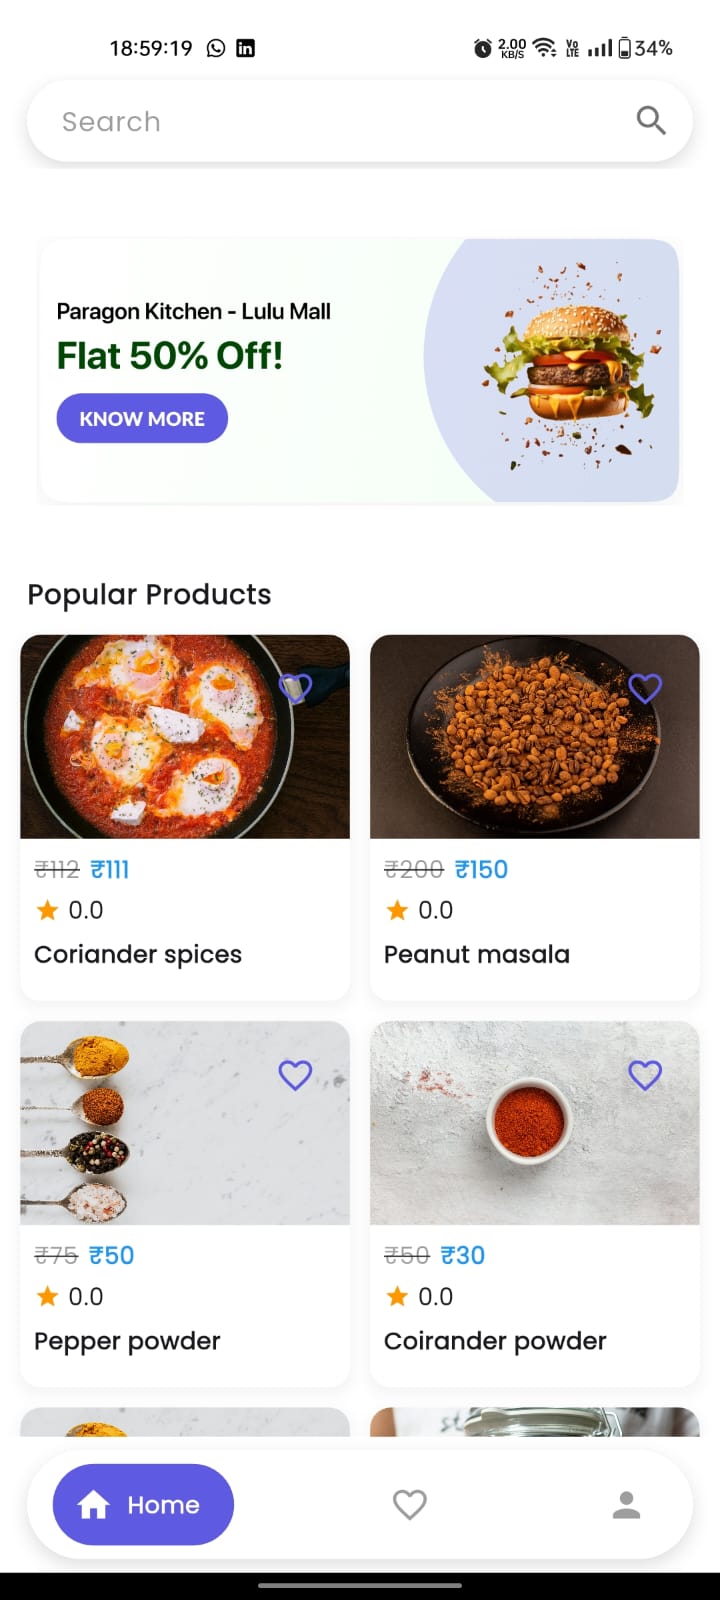 18:59:19 2.00 KB/S Vo LTE 34%
Search
Paragon Kitchen - Lulu Mall
Flat 50% Off!
KNOW MORE
Popular Products
₹112 ₹111
0.0
Coriander spices
₹200 ₹150
0.0
Peanut masala
₹75 ₹50
0.0
Pepper powder
₹50 ₹30
0.0
Coirander powder
Home